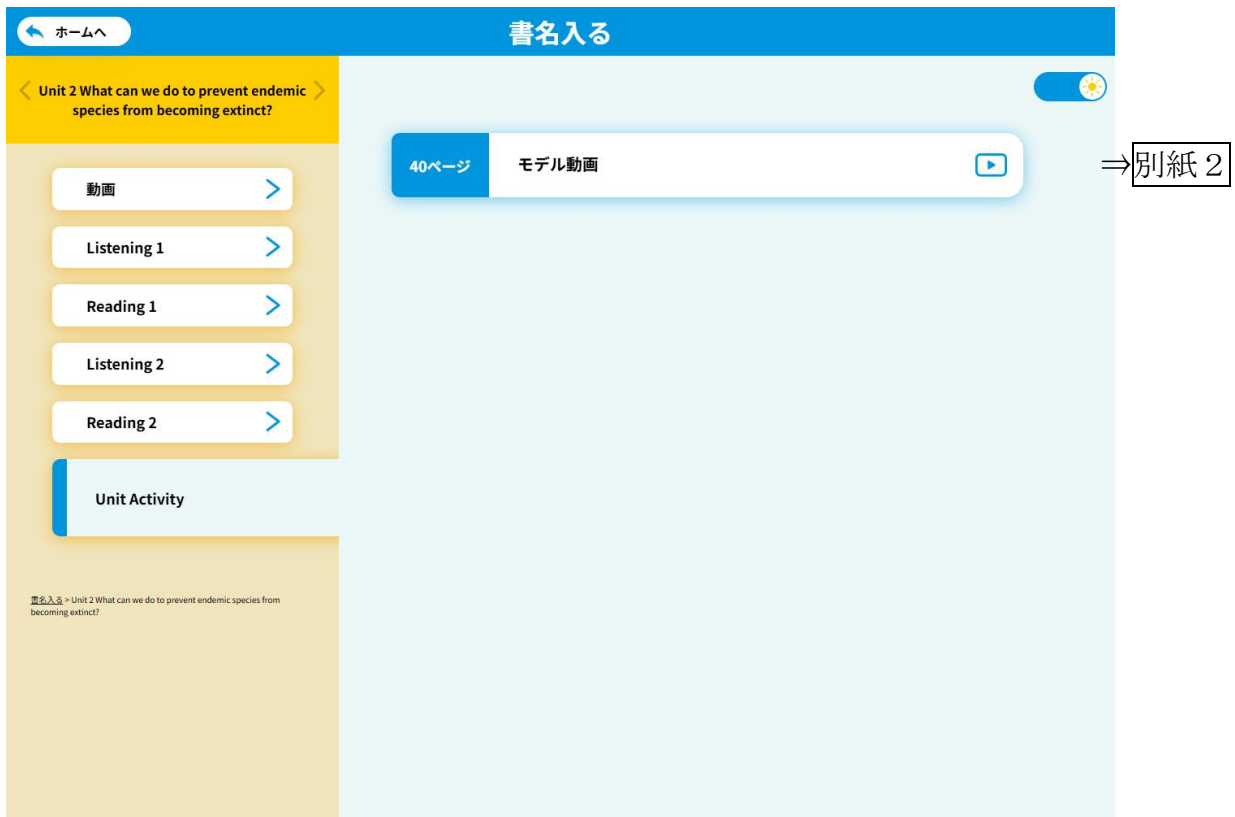 ホームへ
書名入る
Unit 2 What can we do to prevent endemic
species from becoming extinct?
動画
Listening 1
Reading 1
Listening 2
Reading 2
Unit Activity
書名入る > Unit 2 What can we do to prevent endemic species from
becoming extinct?
40ページ モデル動画
⇒別紙２